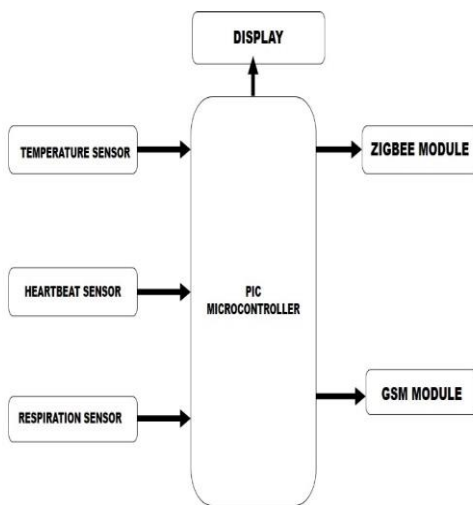 DISPLAY
TEMPERATURE SENSOR
ZIGBEE MODULE
HEARTBEAT SENSOR
PIC
MICROCONTROLLER
GSM MODULE
RESPIRATION SENSOR